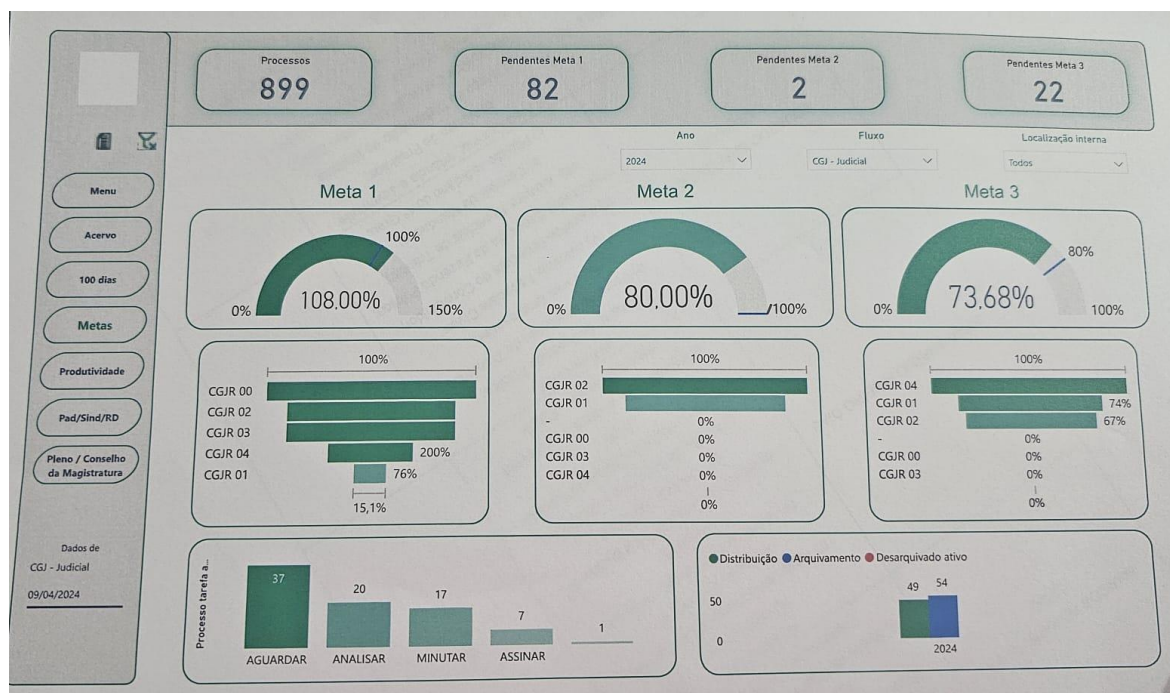 Processos
899
Pendentes Meta 1
82
Pendentes Meta 2
2
Pendentes Meta 3
22
Menu
Acervo
100 dias
Metas
Produtividade
Pad/Sind/RD
Pleno / Conselho
da Magistratura
Dados de
CGJ - Judicial
09/04/2024
Ano
2024
Fluxo
CGJ - Judicial
Localização interna
Todos
Meta 1
100%
0%
108,00%
150%
Meta 2
0%
80,00%
100%
Meta 3
80%
0%
73,68%
100%
100%
CGJR 00
CGJR 02
CGJR 03
CGJR 04
200%
CGJR 01
76%
15,1%
100%
CGJR 02
CGJR 01
-
0%
CGJR 00
0%
CGJR 03
0%
CGJR 04
0%
0%
100%
CGJR 04
CGJR 01
74%
CGJR 02
67%
-
0%
CGJR 00
0%
CGJR 03
0%
0%
Processo tarefa a...
37
20
17
7
1
AGUARDAR
ANALISAR
MINUTAR
ASSINAR
Distribuição
Arquivamento
Desarquivado ativo
50
0
49
54
2024